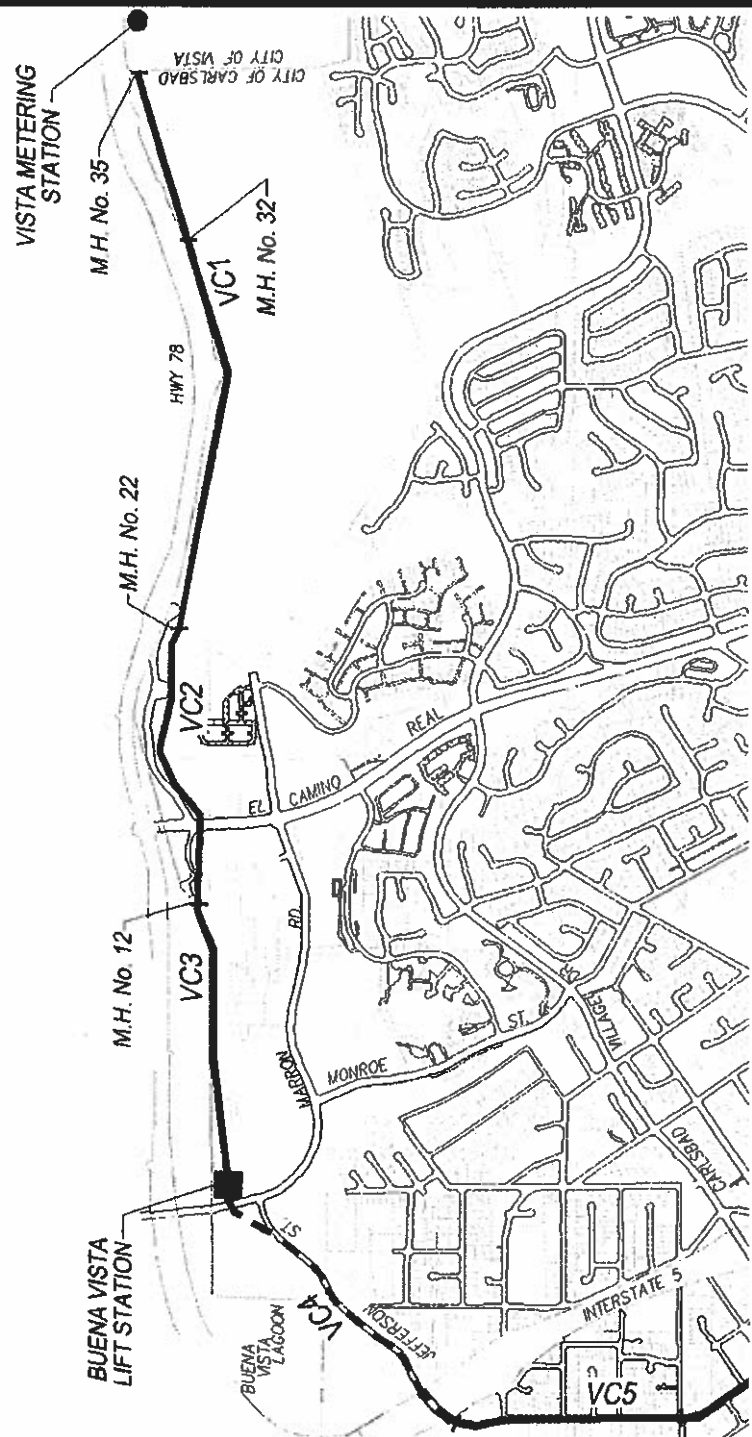 VISTA METERING
STATION
CITY OF VISTA
CITY OF CARLSBAD
M.H. No. 35
M.H. No. 32
VC1
HWY 78
M.H. No. 22
VC2
EL CAMINO REAL
M.H. No. 12
VC3
MARRON RD.
MONROE ST.
CARLSBAD VILLAGE DR
BUENA VISTA
LIFT STATION
JEFFERSON ST.
VC4
BUENA
VISTA
LAGOON
INTERSTATE 5
VC5